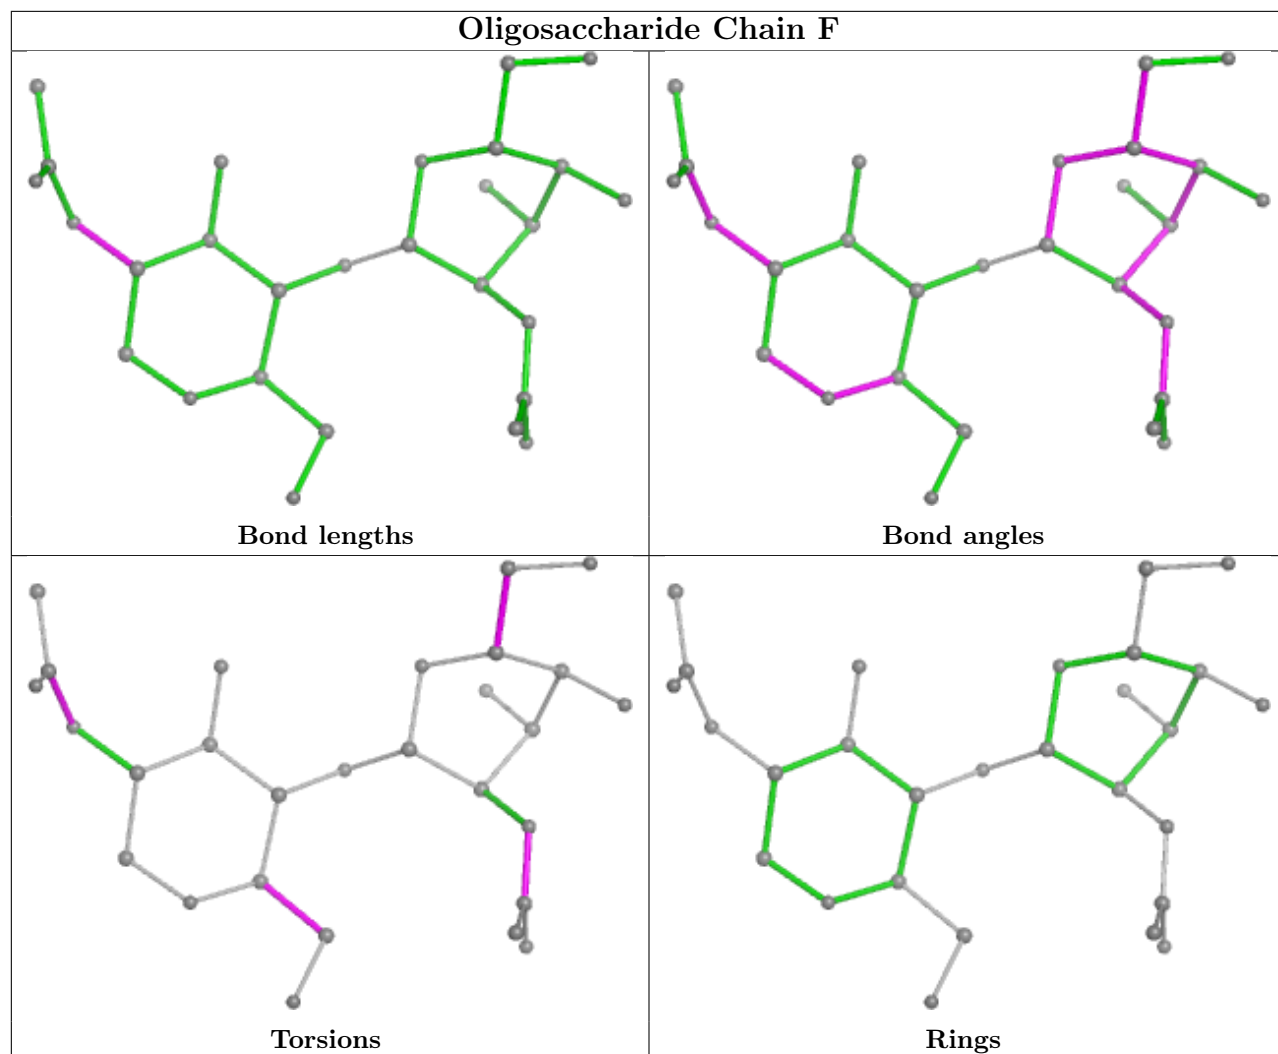 Oligosaccharide Chain F
Bond lengths
Bond angles
Torsions
Rings